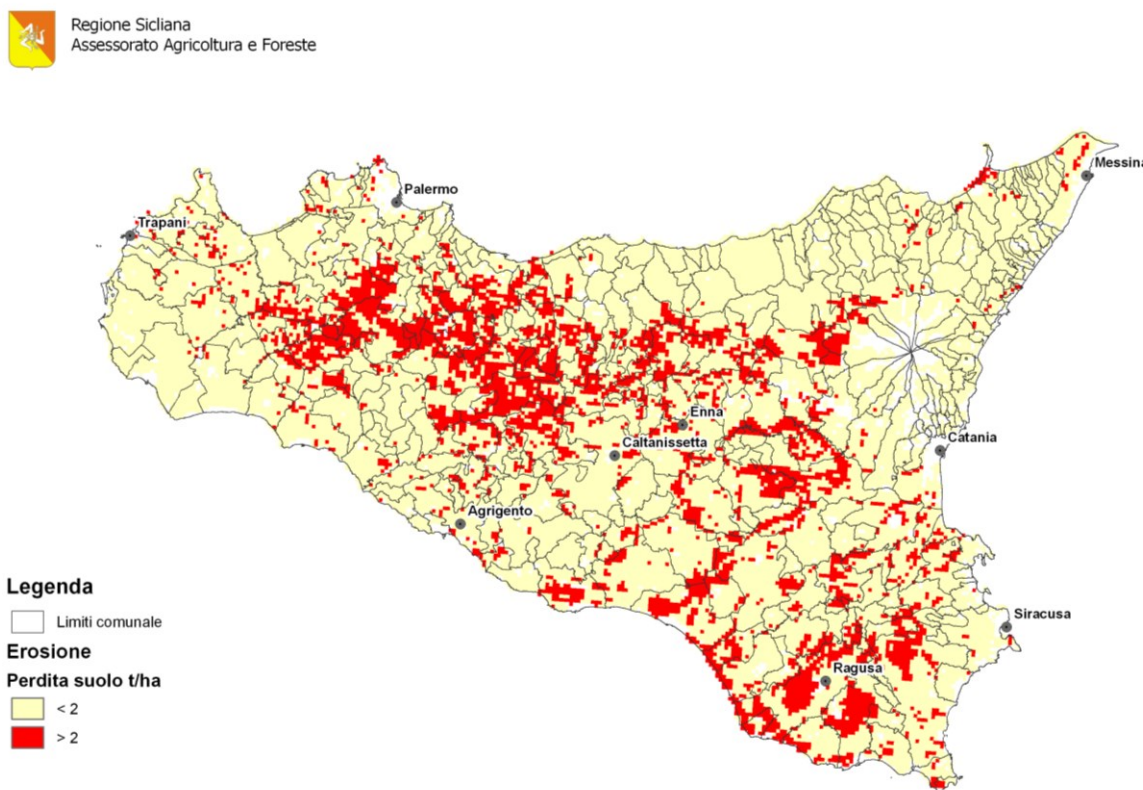 Regione Siciliana
Assessorato Agricoltura e Foreste
Messina
Palermo
Trapani
Enna
Caltanissetta
Catania
Agrigento
Siracusa
Ragusa
Legenda
Limiti comunale
Erosione
Perdita suolo t/ha
< 2
> 2